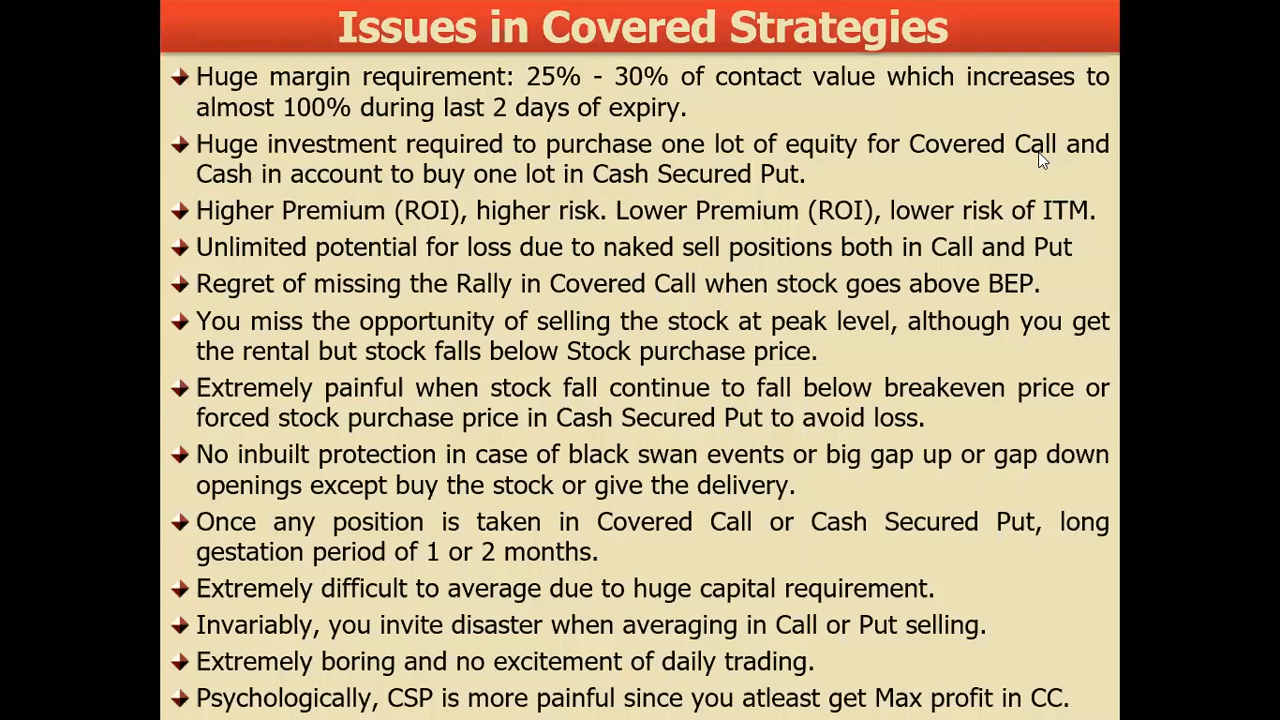 Issues in Covered Strategies
Huge margin requirement: 25% - 30% of contact value which increases to
almost 100% during last 2 days of expiry.
Huge investment required to purchase one lot of equity for Covered Call and
Cash in account to buy one lot in Cash Secured Put.
Higher Premium (ROI), higher risk. Lower Premium (ROI), lower risk of ITM.
Unlimited potential for loss due to naked sell positions both in Call and Put
Regret of missing the Rally in Covered Call when stock goes above BEP.
You miss the opportunity of selling the stock at peak level, although you get
the rental but stock falls below Stock purchase price.
Extremely painful when stock fall continue to fall below breakeven price or
forced stock purchase price in Cash Secured Put to avoid loss.
No inbuilt protection in case of black swan events or big gap up or gap down
openings except buy the stock or give the delivery.
Once any position is taken in Covered Call or Cash Secured Put, long
gestation period of 1 or 2 months.
Extremely difficult to average due to huge capital requirement.
Invariably, you invite disaster when averaging in Call or Put selling.
Extremely boring and no excitement of daily trading.
Psychologically, CSP is more painful since you atleast get Max profit in CC.